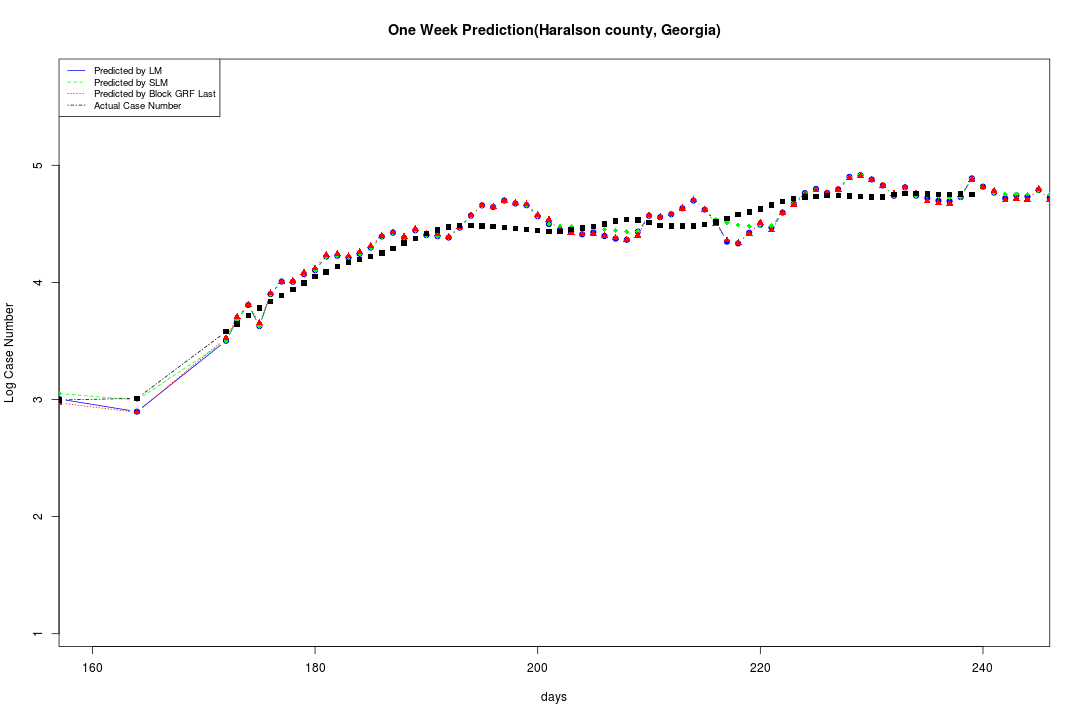 One Week Prediction(Haralson county, Georgia)
Predicted by LM
Predicted by SLM
Predicted by Block GRF Last
Actual Case Number
5
4
3
2
1
Log Case Number
160 180 200 220 240
days